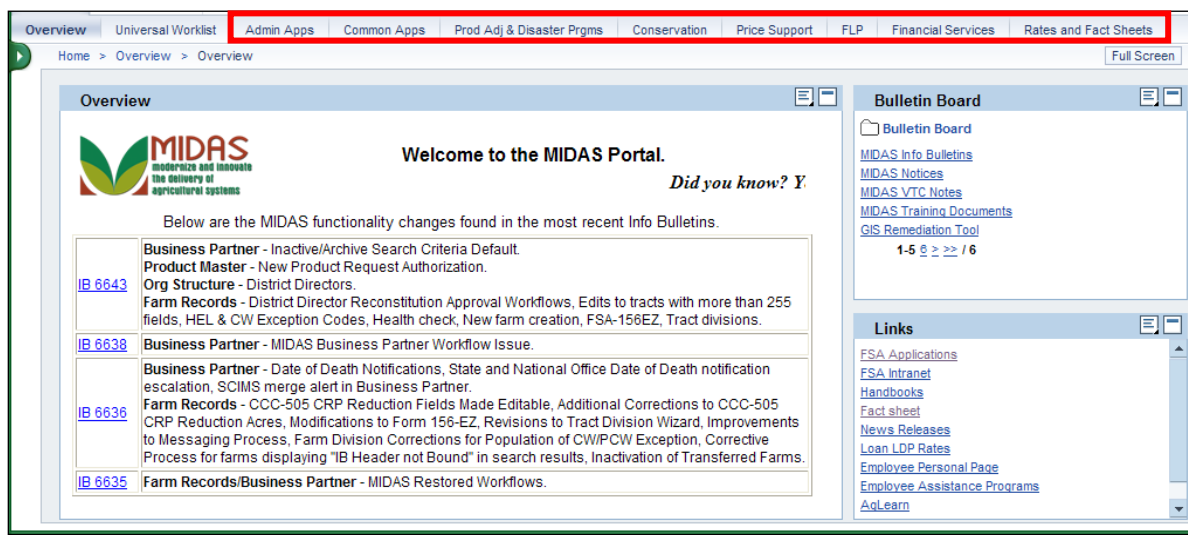 Overview Universal Worklist Admin Apps Common Apps Prod Adj & Disaster Prgms Conservation Price Support FLP Financial Services Rates and Fact Sheets
Home > Overview > Overview
Full Screen
Overview
MIDAS
modernize and innovate
the delivery of
agricultural systems
Welcome to the MIDAS Portal.
Did you know? Y
Below are the MIDAS functionality changes found in the most recent Info Bulletins.
IB 6643
Business Partner - Inactive/Archive Search Criteria Default.
Product Master - New Product Request Authorization.
Org Structure - District Directors.
Farm Records - District Director Reconstitution Approval Workflows, Edits to tracts with more than 255
fields, HEL & CW Exception Codes, Health check, New farm creation, FSA-156EZ, Tract divisions.
IB 6638
Business Partner - MIDAS Business Partner Workflow Issue.
IB 6636
Business Partner - Date of Death Notifications, State and National Office Date of Death notification
escalation, SCIMS merge alert in Business Partner.
Farm Records - CCC-505 CRP Reduction Fields Made Editable, Additional Corrections to CCC-505
CRP Reduction Acres, Modifications to Form 156-EZ, Revisions to Tract Division Wizard, Improvements
to Messaging Process, Farm Division Corrections for Population of CW/PCW Exception, Corrective
Process for farms displaying "IB Header not Bound" in search results, Inactivation of Transferred Farms.
IB 6635
Farm Records/Business Partner - MIDAS Restored Workflows.
Bulletin Board
Bulletin Board
MIDAS Info Bulletins
MIDAS Notices
MIDAS VTC Notes
MIDAS Training Documents
GIS Remediation Tool
1-5 6 > >> / 6
Links
FSA Applications
FSA Intranet
Handbooks
Fact sheet
News Releases
Loan LDP Rates
Employee Personal Page
Employee Assistance Programs
AgLearn